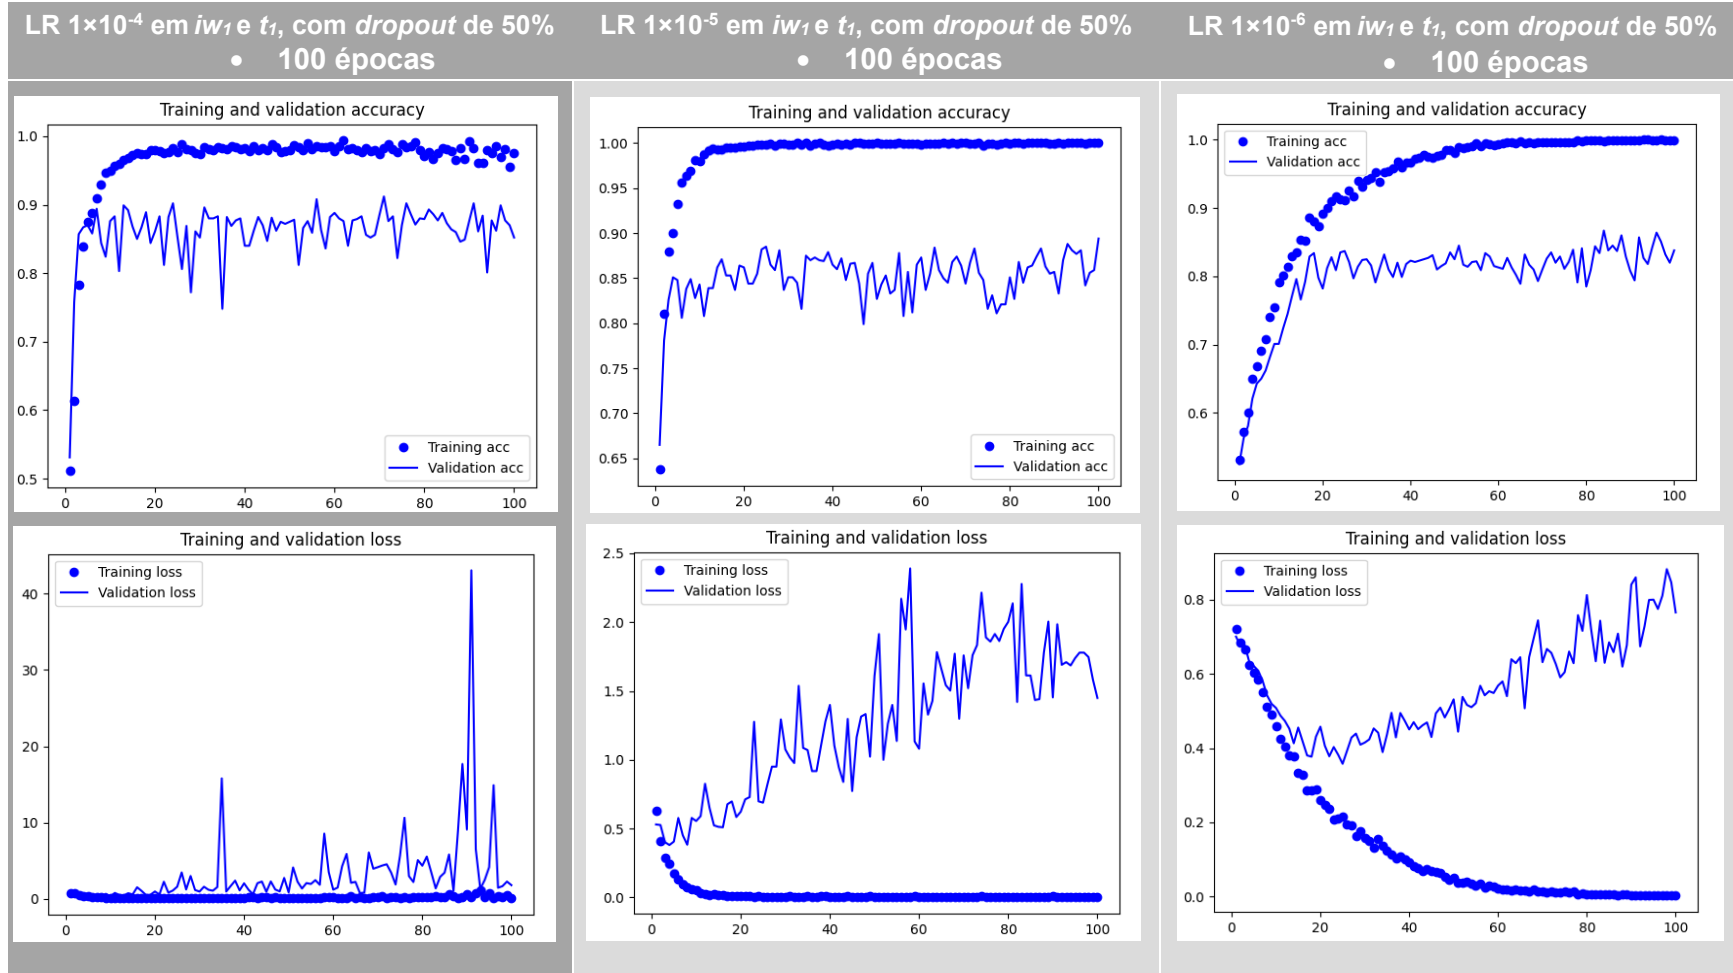 LR 1×10⁻⁴ em iw₁ e t₁, com dropout de 50%
• 100 épocas
LR 1×10⁻⁵ em iw₁ e t₁, com dropout de 50%
• 100 épocas
LR 1×10⁻⁶ em iw₁ e t₁, com dropout de 50%
• 100 épocas
Training and validation accuracy
1.0
0.9
0.8
0.7
0.6
0.5
Training acc
Validation acc
0 20 40 60 80 100
Training and validation accuracy
1.00
0.95
0.90
0.85
0.80
0.75
0.70
0.65
Training acc
Validation acc
0 20 40 60 80 100
Training and validation accuracy
Training acc
Validation acc
1.0
0.9
0.8
0.7
0.6
0 20 40 60 80 100
Training and validation loss
Training loss
Validation loss
40
30
20
10
0
0 20 40 60 80 100
Training and validation loss
Training loss
Validation loss
2.5
2.0
1.5
1.0
0.5
0.0
0 20 40 60 80 100
Training and validation loss
Training loss
Validation loss
0.8
0.6
0.4
0.2
0.0
0 20 40 60 80 100